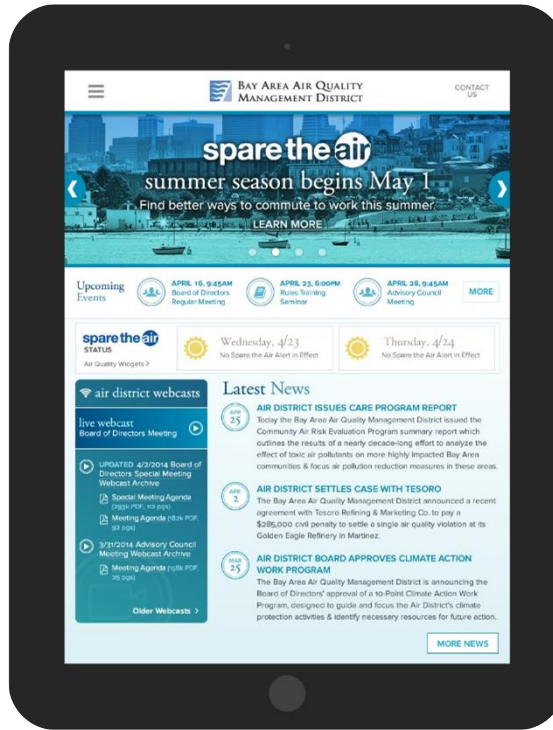 BAY AREA AIR QUALITY
MANAGEMENT DISTRICT
CONTACT
US
spare the air
summer season begins May 1
Find better ways to commute to work this summer.
LEARN MORE
Upcoming
Events
APRIL 16, 9:45AM
Board of Directors
Regular Meeting
APRIL 23, 6:00PM
Rules Training
Seminar
APRIL 28, 9:45AM
Advisory Council
Meeting
MORE
spare the air
STATUS
Air Quality Widgets >
Wednesday, 4/23
No Spare the Air Alert in Effect
Thursday, 4/24
No Spare the Air Alert in Effect
air district webcasts
live webcast
Board of Directors Meeting
UPDATED 4/2/2014 Board of
Directors Special Meeting
Webcast Archive
Special Meeting Agenda
PDF,
Meeting Agenda
PDF,
3/31/2014 Advisory Council
Meeting Webcast Archive
Meeting Agenda
PDF,
Older Webcasts >
Latest News
APR
25
AIR DISTRICT ISSUES CARE PROGRAM REPORT
Today the Bay Area Air Quality Management District issued the
Community Air Risk Evaluation Program summary report which
outlines the results of a nearly decade-long effort to analyze the
effect of toxic air pollutants on more highly impacted Bay Area
communities & focus air pollution reduction measures in these areas.
APR
2
AIR DISTRICT SETTLES CASE WITH TESORO
The Bay Area Air Quality Management District announced a recent
agreement with Tesoro Refining & Marketing Co. to pay a
$285,000 civil penalty to settle a single air quality violation at its
Golden Eagle Refinery in Martinez.
MAR
25
AIR DISTRICT BOARD APPROVES CLIMATE ACTION
WORK PROGRAM
The Bay Area Air Quality Management District is announcing the
Board of Directors' approval of a 10-Point Climate Action Work
Program, designed to guide and focus the Air District's climate
protection activities & identify necessary resources for future action.
MORE NEWS